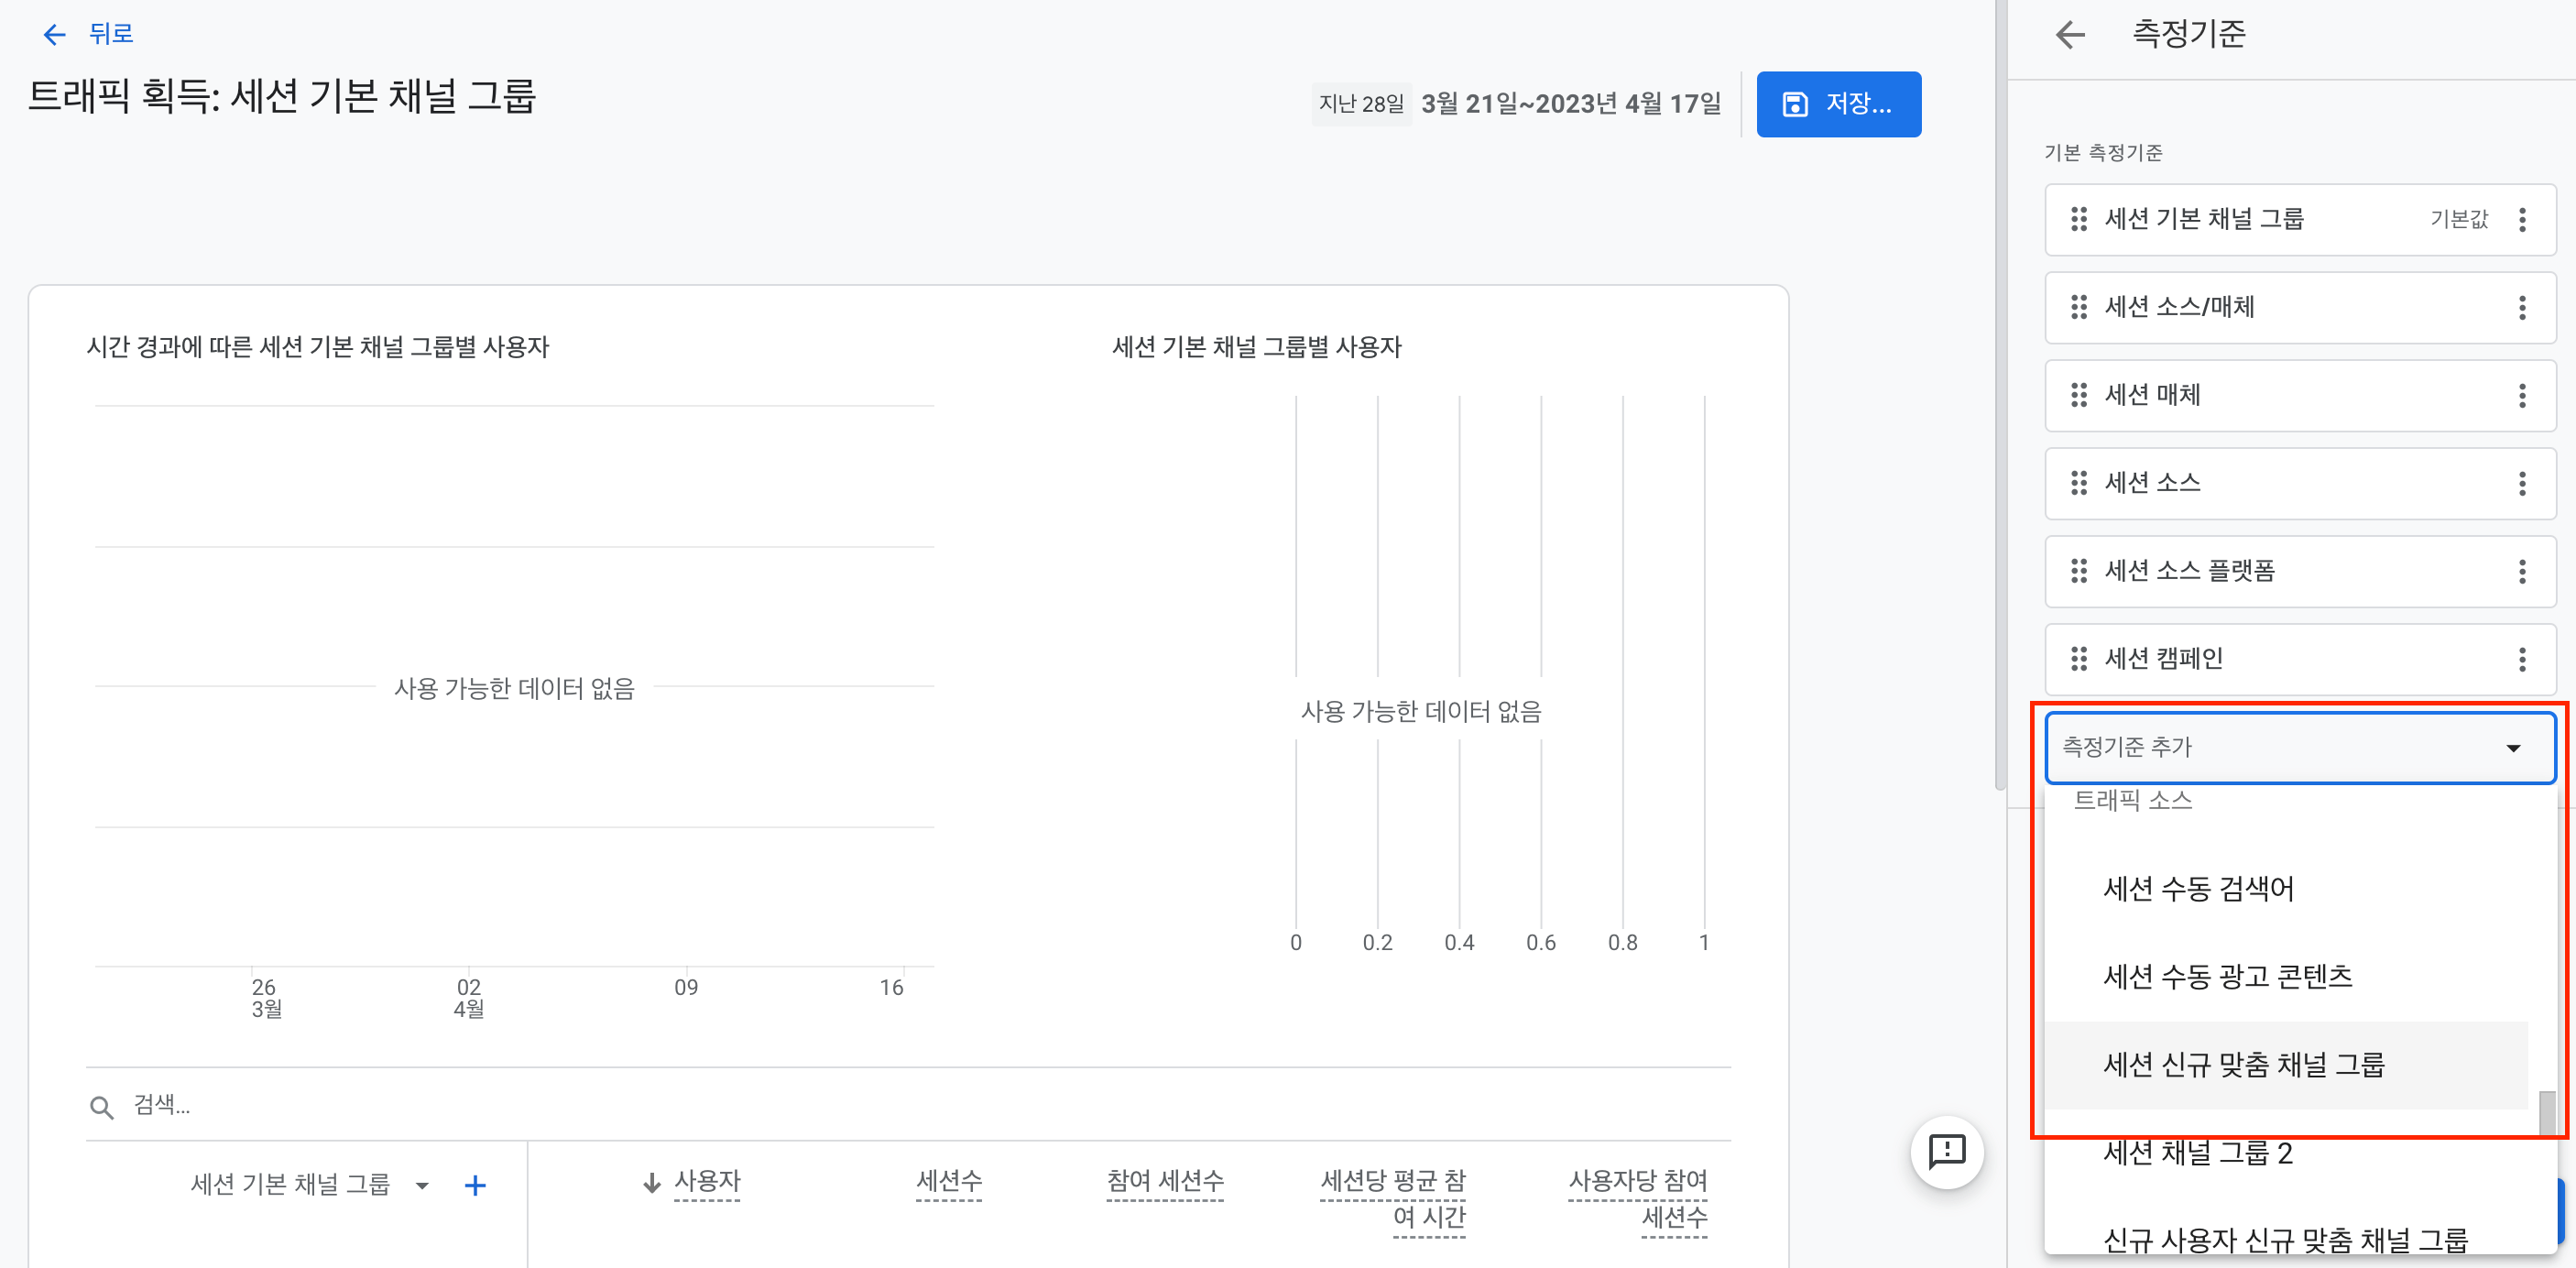 뒤로
트래픽 획득: 세션 기본 채널 그룹
지난 28일 3월 21일~2023년 4월 17일
저장...
시간 경과에 따른 세션 기본 채널 그룹별 사용자
사용 가능한 데이터 없음
26 02 09 16
3월 4월
세션 기본 채널 그룹별 사용자
사용 가능한 데이터 없음
0 0.2 0.4 0.6 0.8 1
검색...
세션 기본 채널 그룹
사용자
세션수
참여 세션수
세션당 평균 참
여 시간
사용자당 참여
세션수
측정기준
기본 측정기준
세션 기본 채널 그룹 기본값
세션 소스/매체
세션 매체
세션 소스
세션 소스 플랫폼
세션 캠페인
측정기준 추가
트래픽 소스
세션 수동 검색어
세션 수동 광고 콘텐츠
세션 신규 맞춤 채널 그룹
세션 채널 그룹 2
신규 사용자 신규 맞춤 채널 그룹